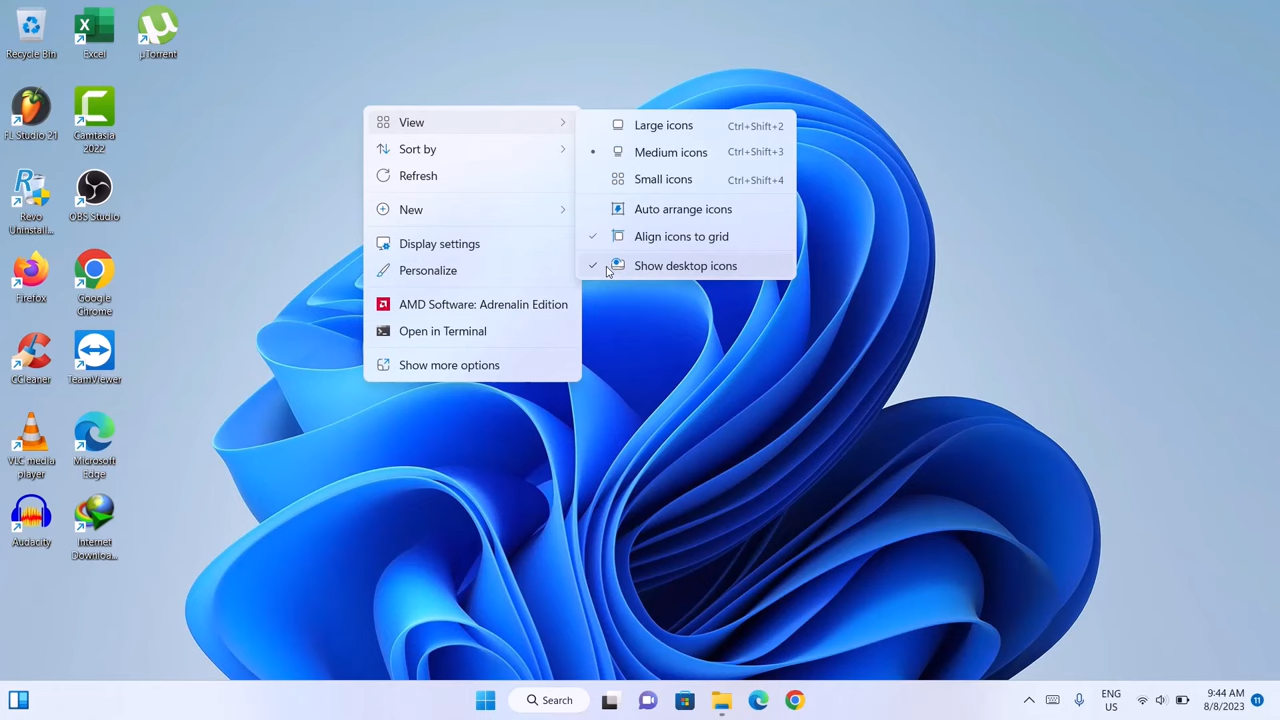 Recycle Bin
Excel
µTorrent
FL Studio 21
Camtasia
2022
Revo
Uninstall...
OBS Studio
Firefox
Google
Chrome
CCleaner
TeamViewer
VLC media
player
Microsoft
Edge
Audacity
Internet
Downloa...
View
Sort by
Refresh
New
Display settings
Personalize
AMD Software: Adrenalin Edition
Open in Terminal
Show more options
Large icons Ctrl+Shift+2
Medium icons Ctrl+Shift+3
Small icons Ctrl+Shift+4
Auto arrange icons
Align icons to grid
Show desktop icons
Search
ENG
US
9:44 AM
8/8/2023
11